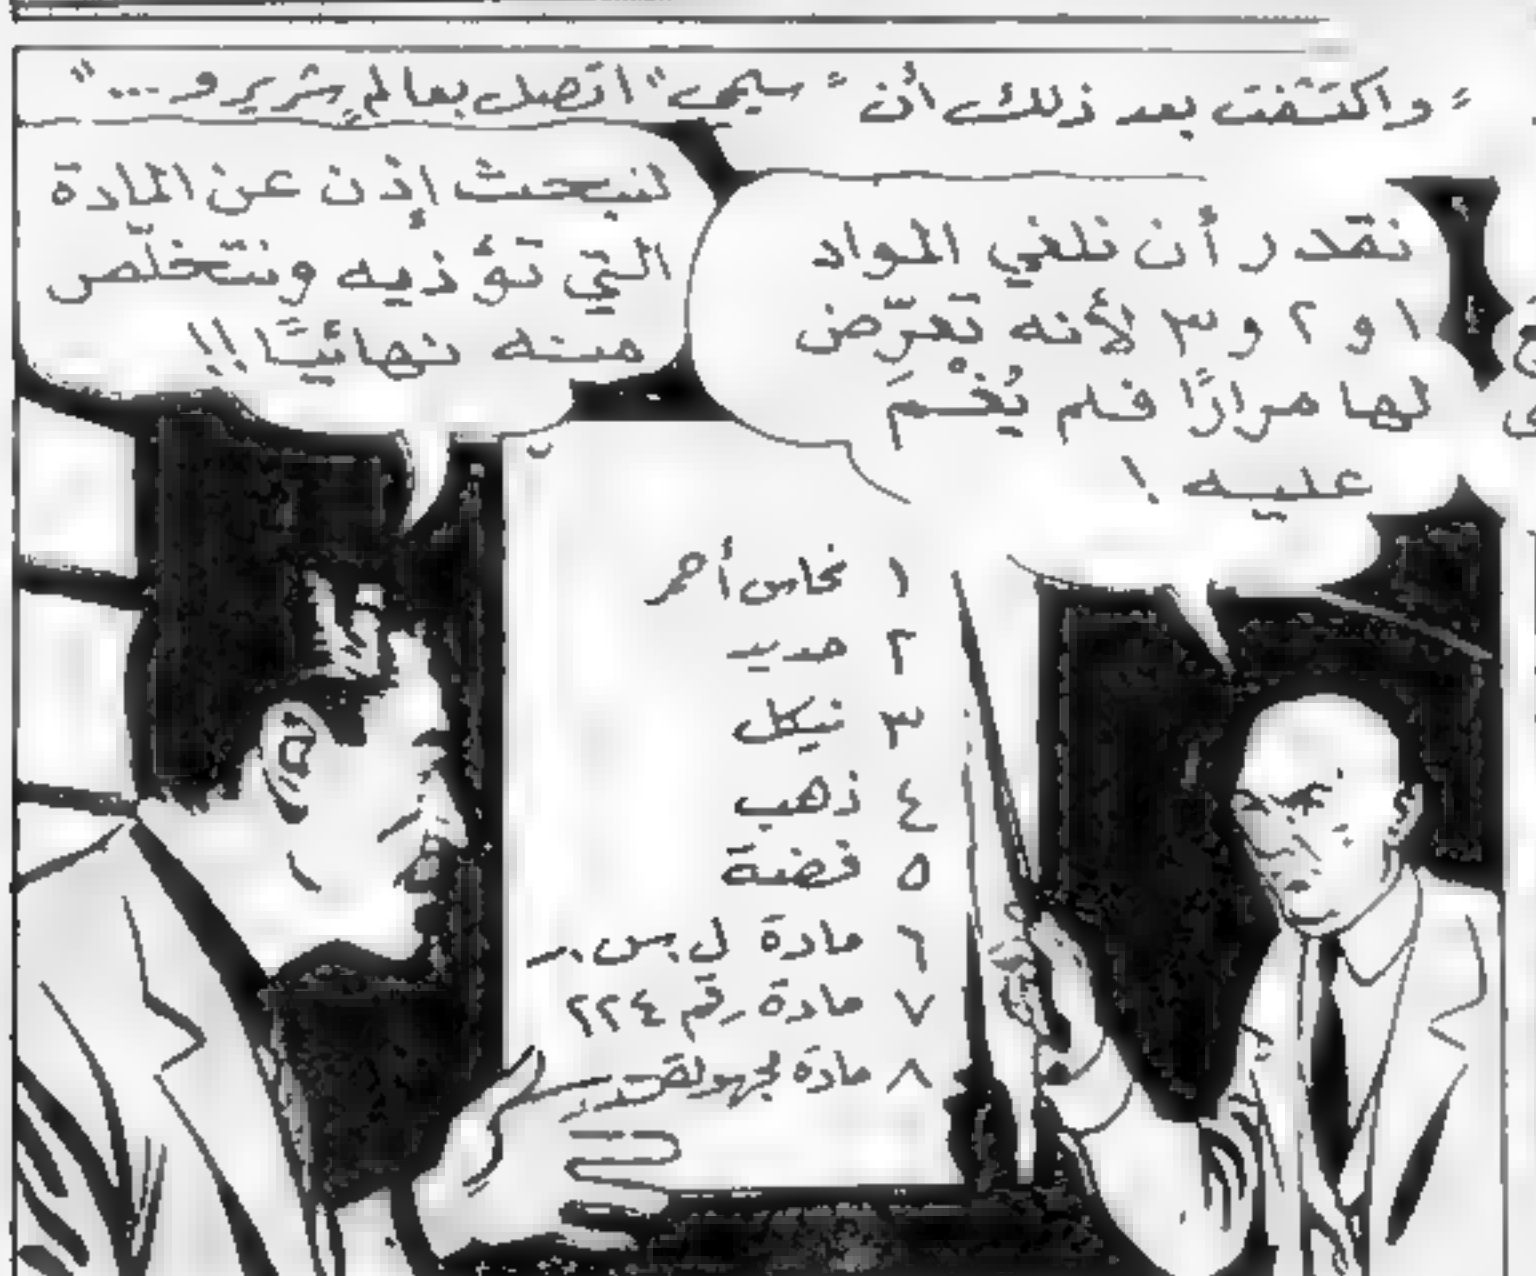 "واكتشفت بعد ذلك أن "سيمي" اتصل بعالم شرير و..."
نقدر أن نلغي المواد
١ و ٢ و ٣ لأنه تعرّض
لها مرارًا فلم يُغْمَ
عليه !
لنبحث إذن عن المادة
التي تؤذيه ونتخلّص
منه نهائيًا !!
١ نحاس أحمر
٢ حديد
٣ نيكل
٤ ذهب
٥ فضة
٦ مادة ل.س.
٧ مادة رقم ٢٢٤
٨ مادة مجهولة